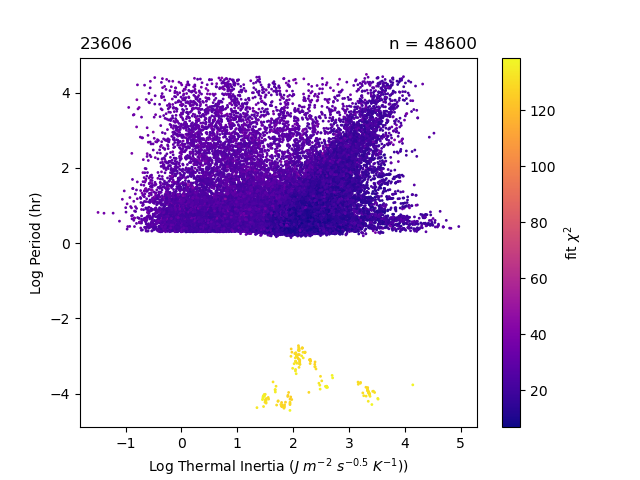 23606
n = 48600
4
2
0
−2
−4
Log Period (hr)
−1 0 1 2 3 4 5
Log Thermal Inertia (J m⁻² s⁻⁰·⁵ K⁻¹))
120
100
80
60
40
20
fit χ²